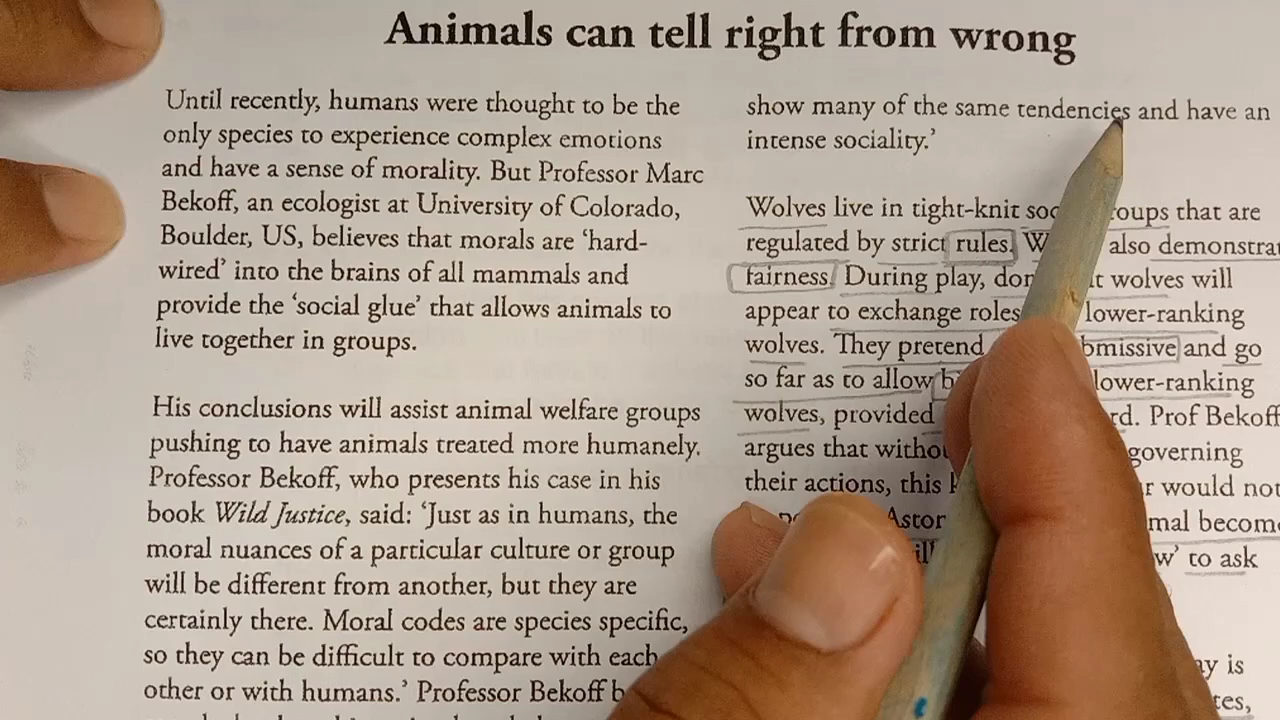 Animals can tell right from wrong
Until recently, humans were thought to be the
only species to experience complex emotions
and have a sense of morality. But Professor Marc
Bekoff, an ecologist at University of Colorado,
Boulder, US, believes that morals are ‘hard-
wired’ into the brains of all mammals and
provide the ‘social glue’ that allows animals to
live together in groups.
His conclusions will assist animal welfare groups
pushing to have animals treated more humanely.
Professor Bekoff, who presents his case in his
book Wild Justice, said: ‘Just as in humans, the
moral nuances of a particular culture or group
will be different from another, but they are
certainly there. Moral codes are species specific,
so they can be difficult to compare with each
other or with humans.’ Professor Bekoff
show many of the same tendencies and have an
intense sociality.’
Wolves live in tight-knit groups that are
regulated by strict rules. also
fairness. During play, wolves will
appear to exchange roles lower-ranking
wolves. They pretend and go
so far as to allow lower-ranking
wolves, provided Prof Bekoff
argues that governing
their actions, this would not
to ask
is